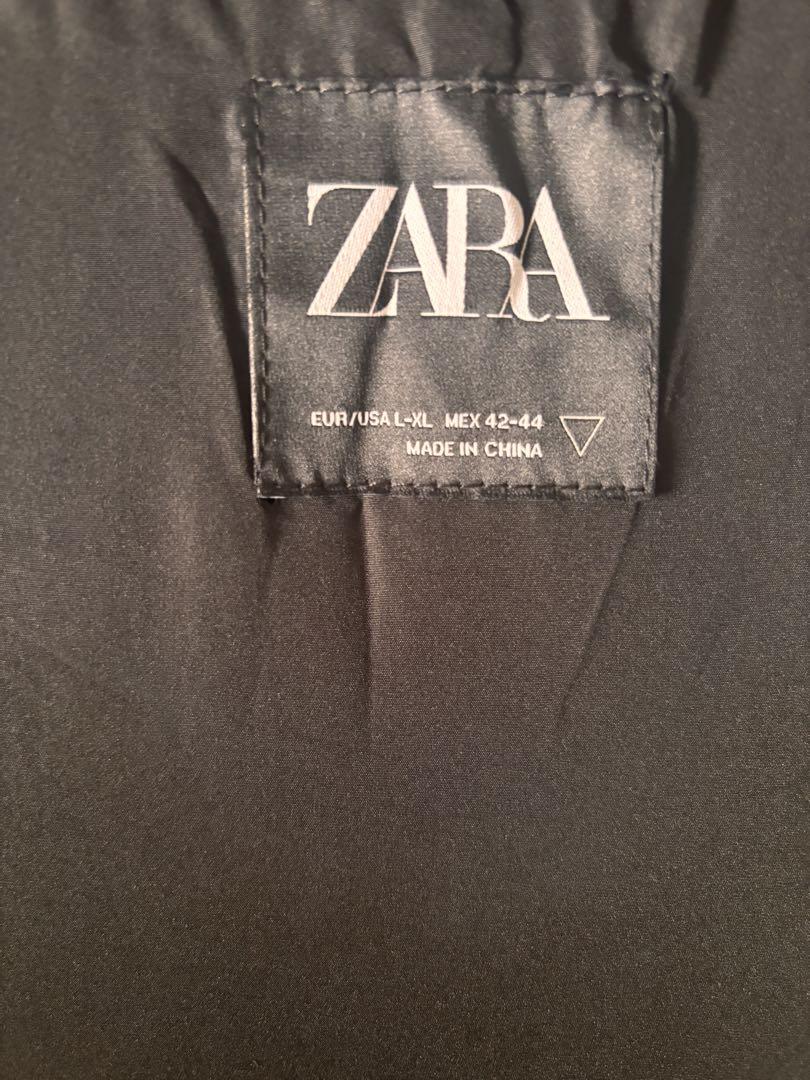 ZARA
EUR/USA L-XL MEX 42-44
MADE IN CHINA